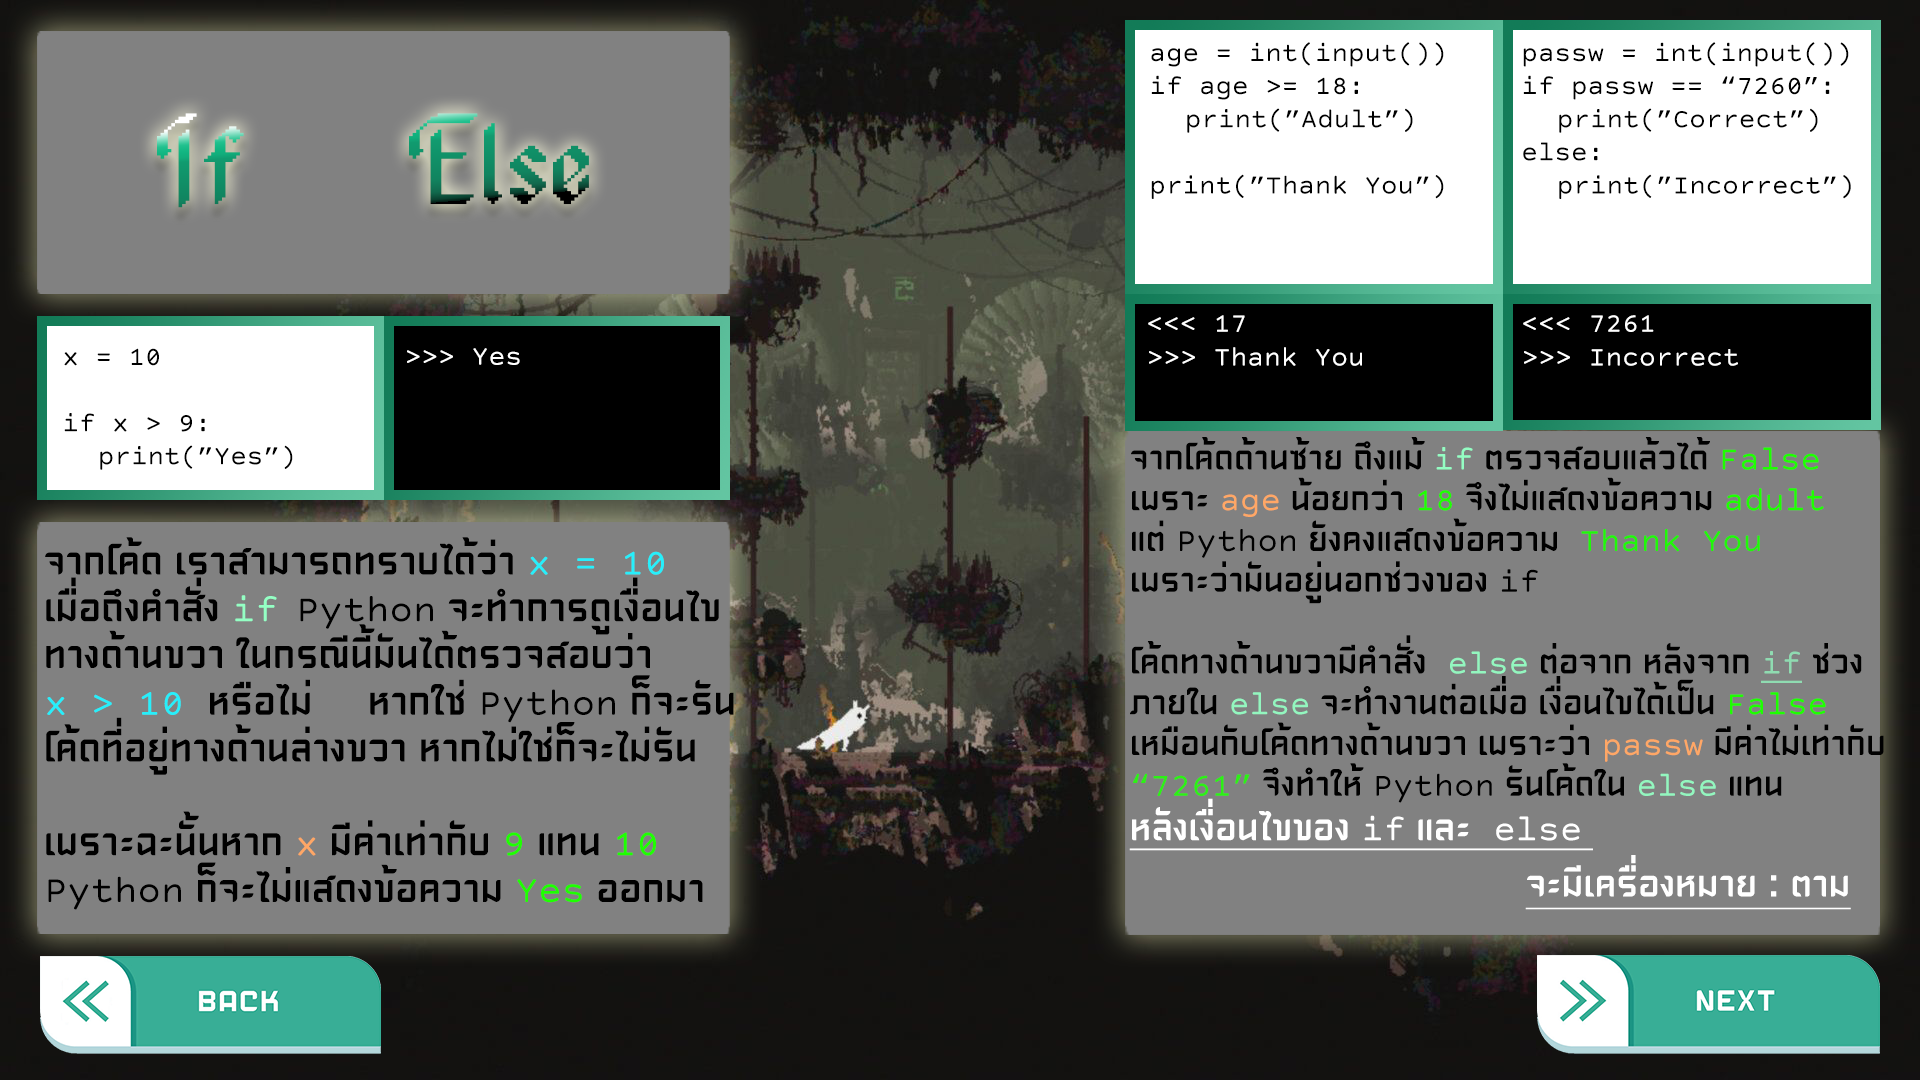 If Else
x = 10
if x > 9:
print("Yes")
>>> Yes
จากโค้ด เราสามารถทราบได้ว่า x = 10
เมื่อถึงคำสั่ง if Python จะทำการดูเงื่อนไข
ทางด้านขวา ในกรณีนี้มันได้ตรวจสอบว่า
x > 10 หรือไม่ หากใช่ Python ก็จะรัน
โค้ดที่อยู่ทางด้านล่างขวา หากไม่ใช่ก็จะไม่รัน
เพราะฉะนั้นหาก x มีค่าเท่ากับ 9 แทน 10
Python ก็จะไม่แสดงข้อความ Yes ออกมา
BACK
age = int(input())
if age >= 18:
print("Adult")
print("Thank You")
<<< 17
>>> Thank You
passw = int(input())
if passw == “7260”:
print("Correct")
else:
print("Incorrect")
<<< 7261
>>> Incorrect
จากโค้ดด้านซ้าย ถึงแม้ if ตรวจสอบแล้วได้ False
เพราะ age น้อยกว่า 18 จึงไม่แสดงข้อความ adult
แต่ Python ยังคงแสดงข้อความ Thank You
เพราะว่ามันอยู่นอกช่วงของ if
โค้ดทางด้านขวามีคำสั่ง else ต่อจาก หลังจาก if ช่วง
ภายใน else จะทำงานต่อเมื่อ เงื่อนไขได้เป็น False
เหมือนกับโค้ดทางด้านขวา เพราะว่า passw มีค่าไม่เท่ากับ
“7261” จึงทำให้ Python รันโค้ดใน else แทน
หลังเงื่อนไขของ if และ else
จะมีเครื่องหมาย : ตาม
NEXT